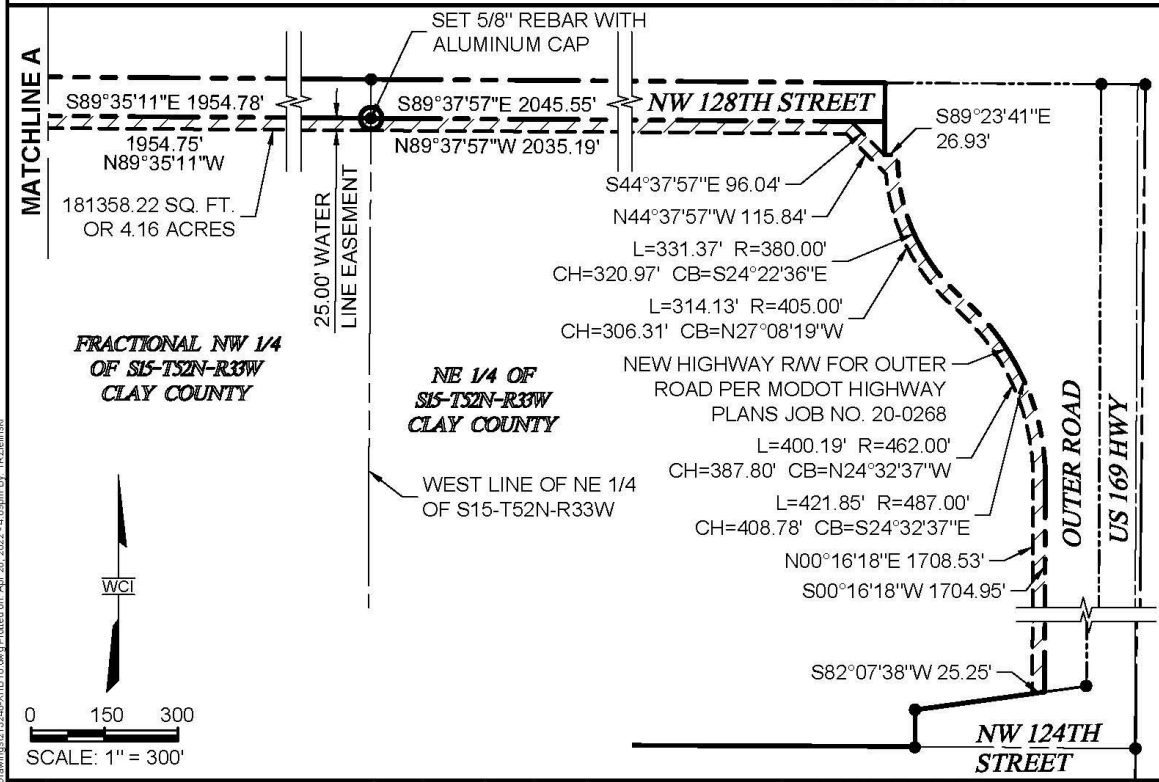 MATCHLINE A
SET 5/8" REBAR WITH
ALUMINUM CAP
S89°35'11"E 1954.78'
S89°37'57"E 2045.55'
NW 128TH STREET
S89°23'41"E
26.93'
1954.75'
N89°35'11"W
N89°37'57"W 2035.19'
181358.22 SQ. FT.
OR 4.16 ACRES
25.00' WATER
LINE EASEMENT
S44°37'57"E 96.04'
N44°37'57"W 115.84'
L=331.37' R=380.00'
CH=320.97' CB=S24°22'36"E
L=314.13' R=405.00'
CH=306.31' CB=N27°08'19"W
FRACTIONAL NW 1/4
OF S15-T52N-R33W
CLAY COUNTY
NE 1/4 OF
S15-T52N-R33W
CLAY COUNTY
NEW HIGHWAY R/W FOR OUTER
ROAD PER MODOT HIGHWAY
PLANS JOB NO. 20-0268
L=400.19' R=462.00'
CH=387.80' CB=N24°32'37"W
L=421.85' R=487.00'
CH=408.78' CB=S24°32'37"E
WEST LINE OF NE 1/4
OF S15-T52N-R33W
OUTER ROAD
US 169 HWY
N00°16'18"E 1708.53'
S00°16'18"W 1704.95'
WCI
S82°07'38"W 25.25'
0 150 300
SCALE: 1" = 300'
NW 124TH
STREET